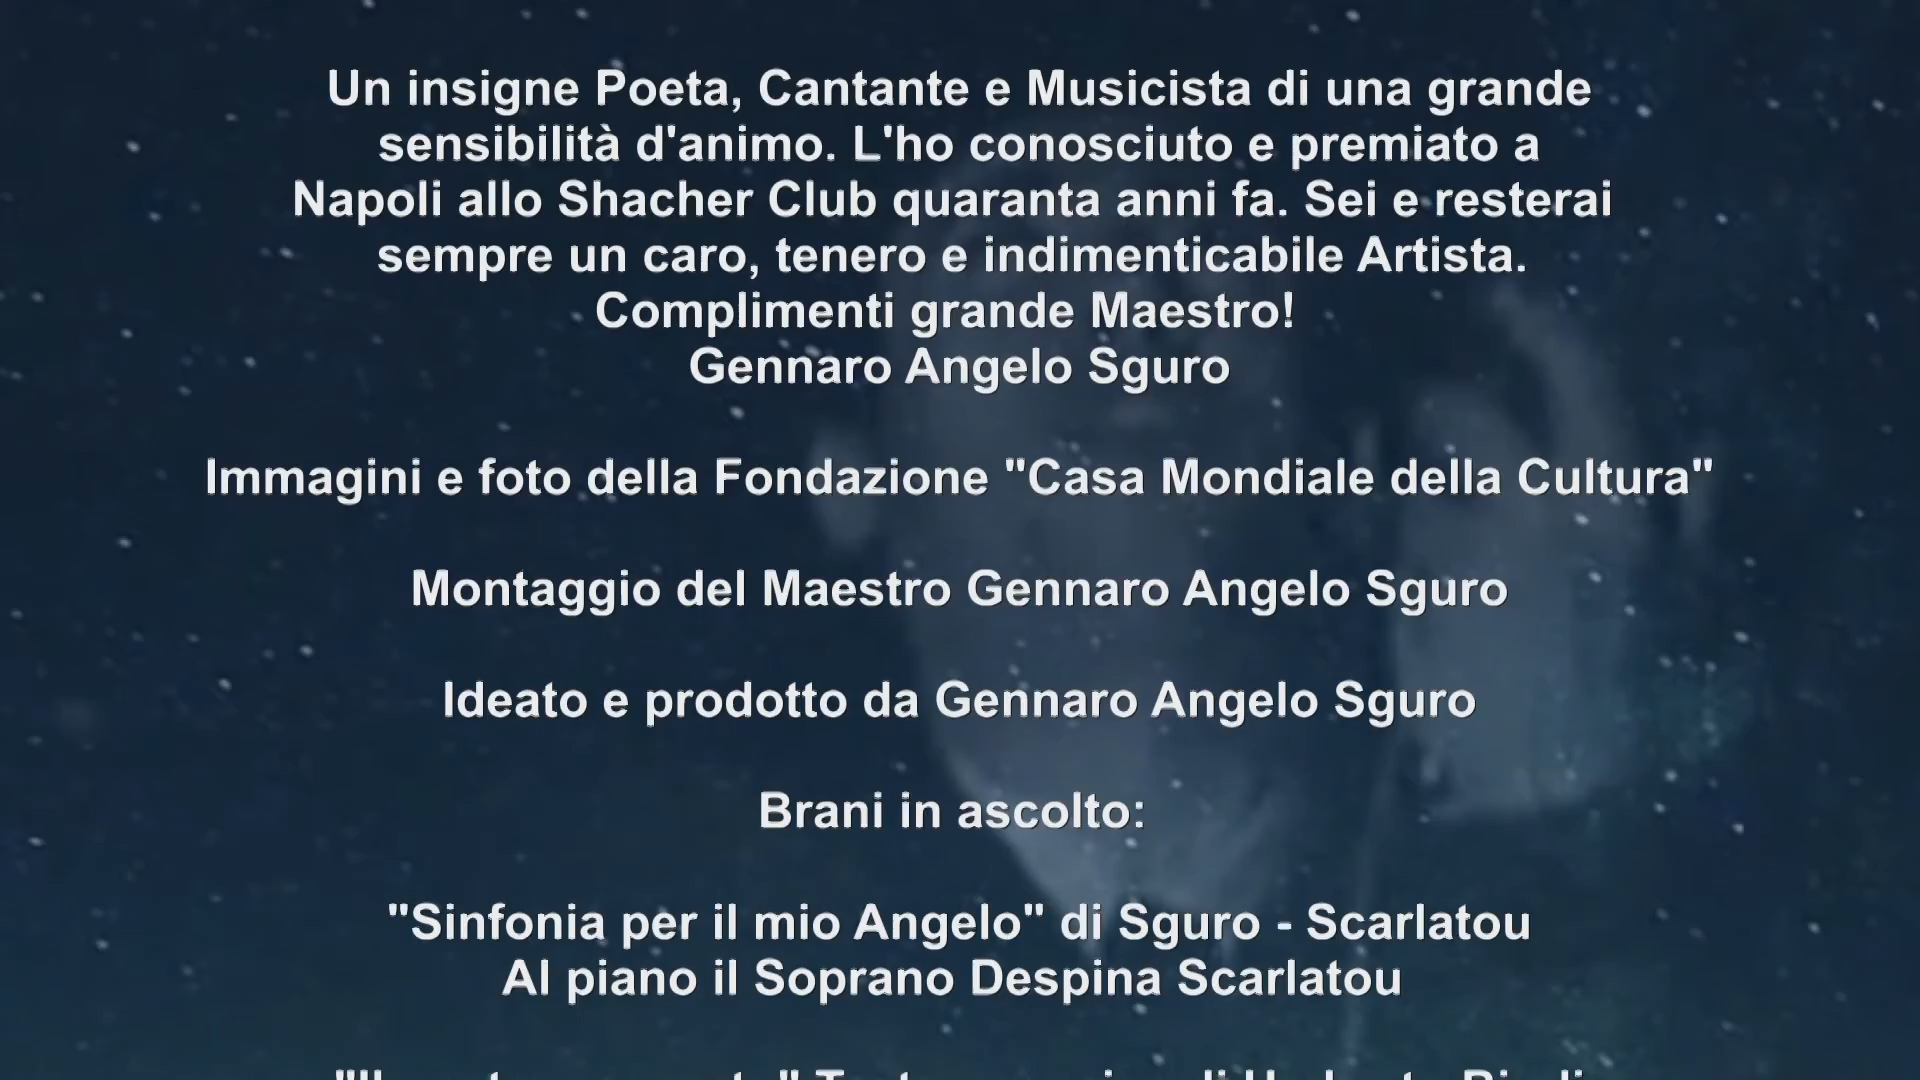 Un insigne Poeta, Cantante e Musicista di una grande
sensibilità d'animo. L'ho conosciuto e premiato a
Napoli allo Shacher Club quaranta anni fa. Sei e resterai
sempre un caro, tenero e indimenticabile Artista.
Complimenti grande Maestro!
Gennaro Angelo Sguro
Immagini e foto della Fondazione "Casa Mondiale della Cultura"
Montaggio del Maestro Gennaro Angelo Sguro
Ideato e prodotto da Gennaro Angelo Sguro
Brani in ascolto:
"Sinfonia per il mio Angelo" di Sguro - Scarlatou
Al piano il Soprano Despina Scarlatou